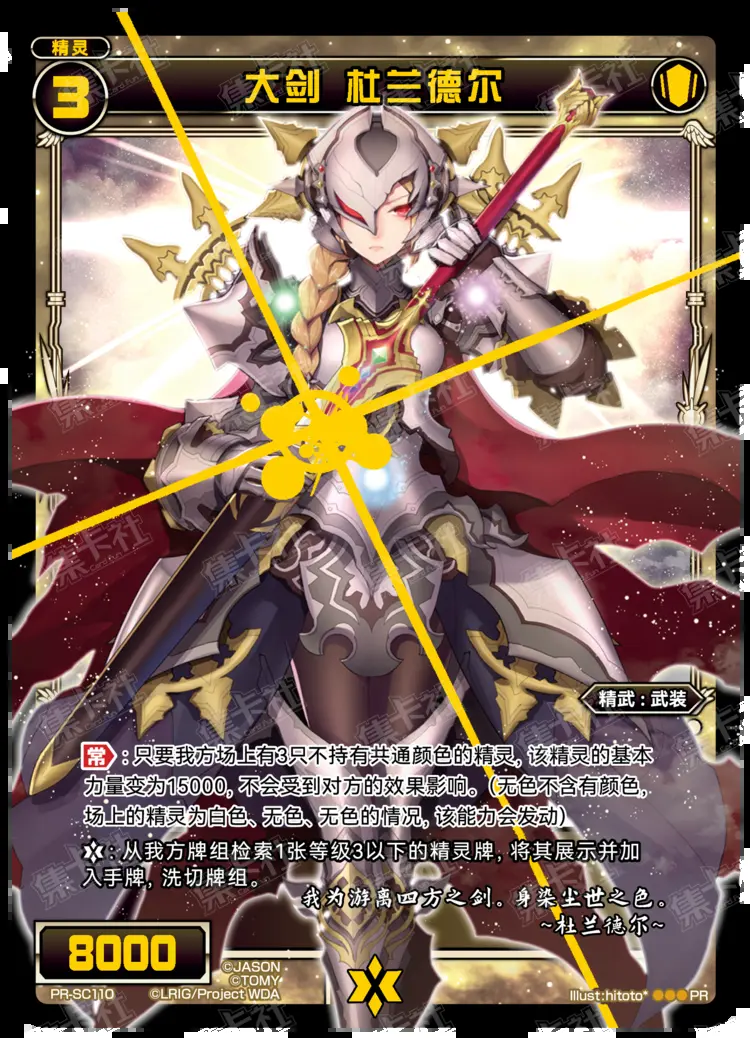 精灵
3
大剑 杜兰德尔
精武：武装
常：只要我方场上有3只不持有共通颜色的精灵，该精灵的基本
力量变为15000，不会受到对方的效果影响。（无色不含有颜色，
场上的精灵为白色、无色、无色的情况，该能力会发动）
：从我方牌组检索1张等级3以下的精灵牌，将其展示并加
入手牌，洗切牌组。
我为游离四方之剑。身染尘世之色。
~杜兰德尔~
8000
©JASON
©TOMY
PR-SC110 ©LRIG/Project WDA
Illust:hitoto* PR
集卡社